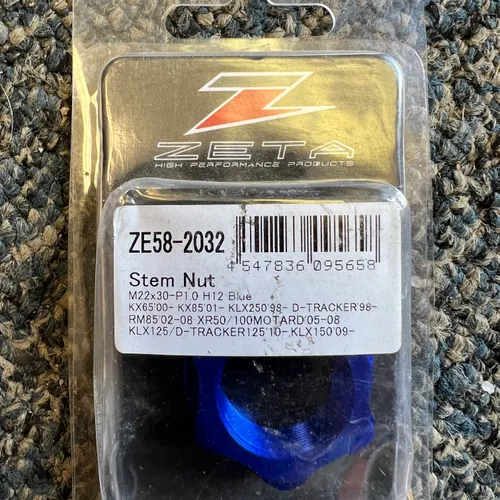 ZETA
HIGH PERFORMANCE PRODUCTS
ZE58-2032
4 547836 095658
Stem Nut
M22x30-P1.0 H12 Blue
KX65'00- KX85'01- KLX250'98- D-TRACKER'98-
RM85'02-08 XR50/100MOTARD'05-08
KLX125/D-TRACKER125'10- KLX150'09-